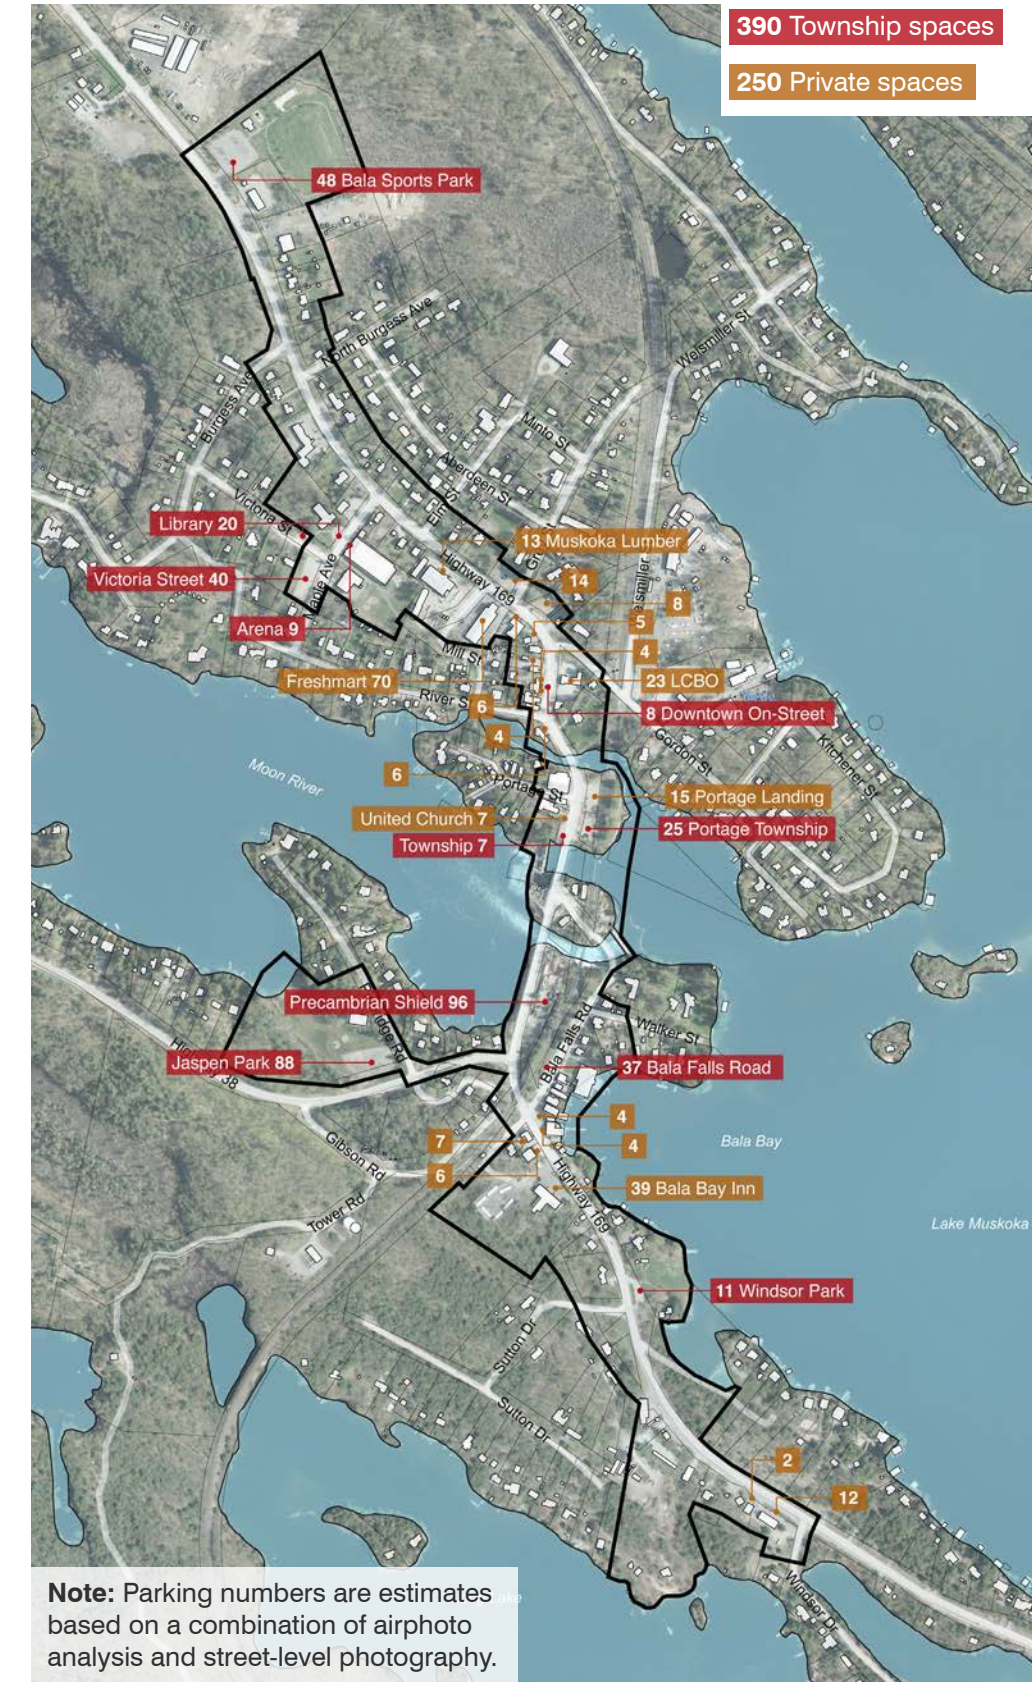 390 Township spaces
250 Private spaces
48 Bala Sports Park
North Burgess Ave
Weismiller St
Burgess Ave
Minto St
Aberdeen St
Victoria St
Elm St
Library 20
13 Muskoka Lumber
Highway 169
14
Victoria Street 40
8
Arena 9
5
Mill St
4
Freshmart 70
23 LCBO
River S
6
8 Downtown On-Street
4
Gordon St
Kitchener St
Moon River
6
Portage St
15 Portage Landing
United Church 7
25 Portage Township
Township 7
Precambrian Shield 96
Bala Falls Rd
Walker St
Jaspen Park 88
37 Bala Falls Road
4
7
4
Bala Bay
Gibson Rd
6
Highway 169
39 Bala Bay Inn
Tower Rd
Lake Muskoka
11 Windsor Park
Sutton Dr
Sutton Dr
2
12
Windsor Dr
Note: Parking numbers are estimates
based on a combination of airphoto
analysis and street-level photography.